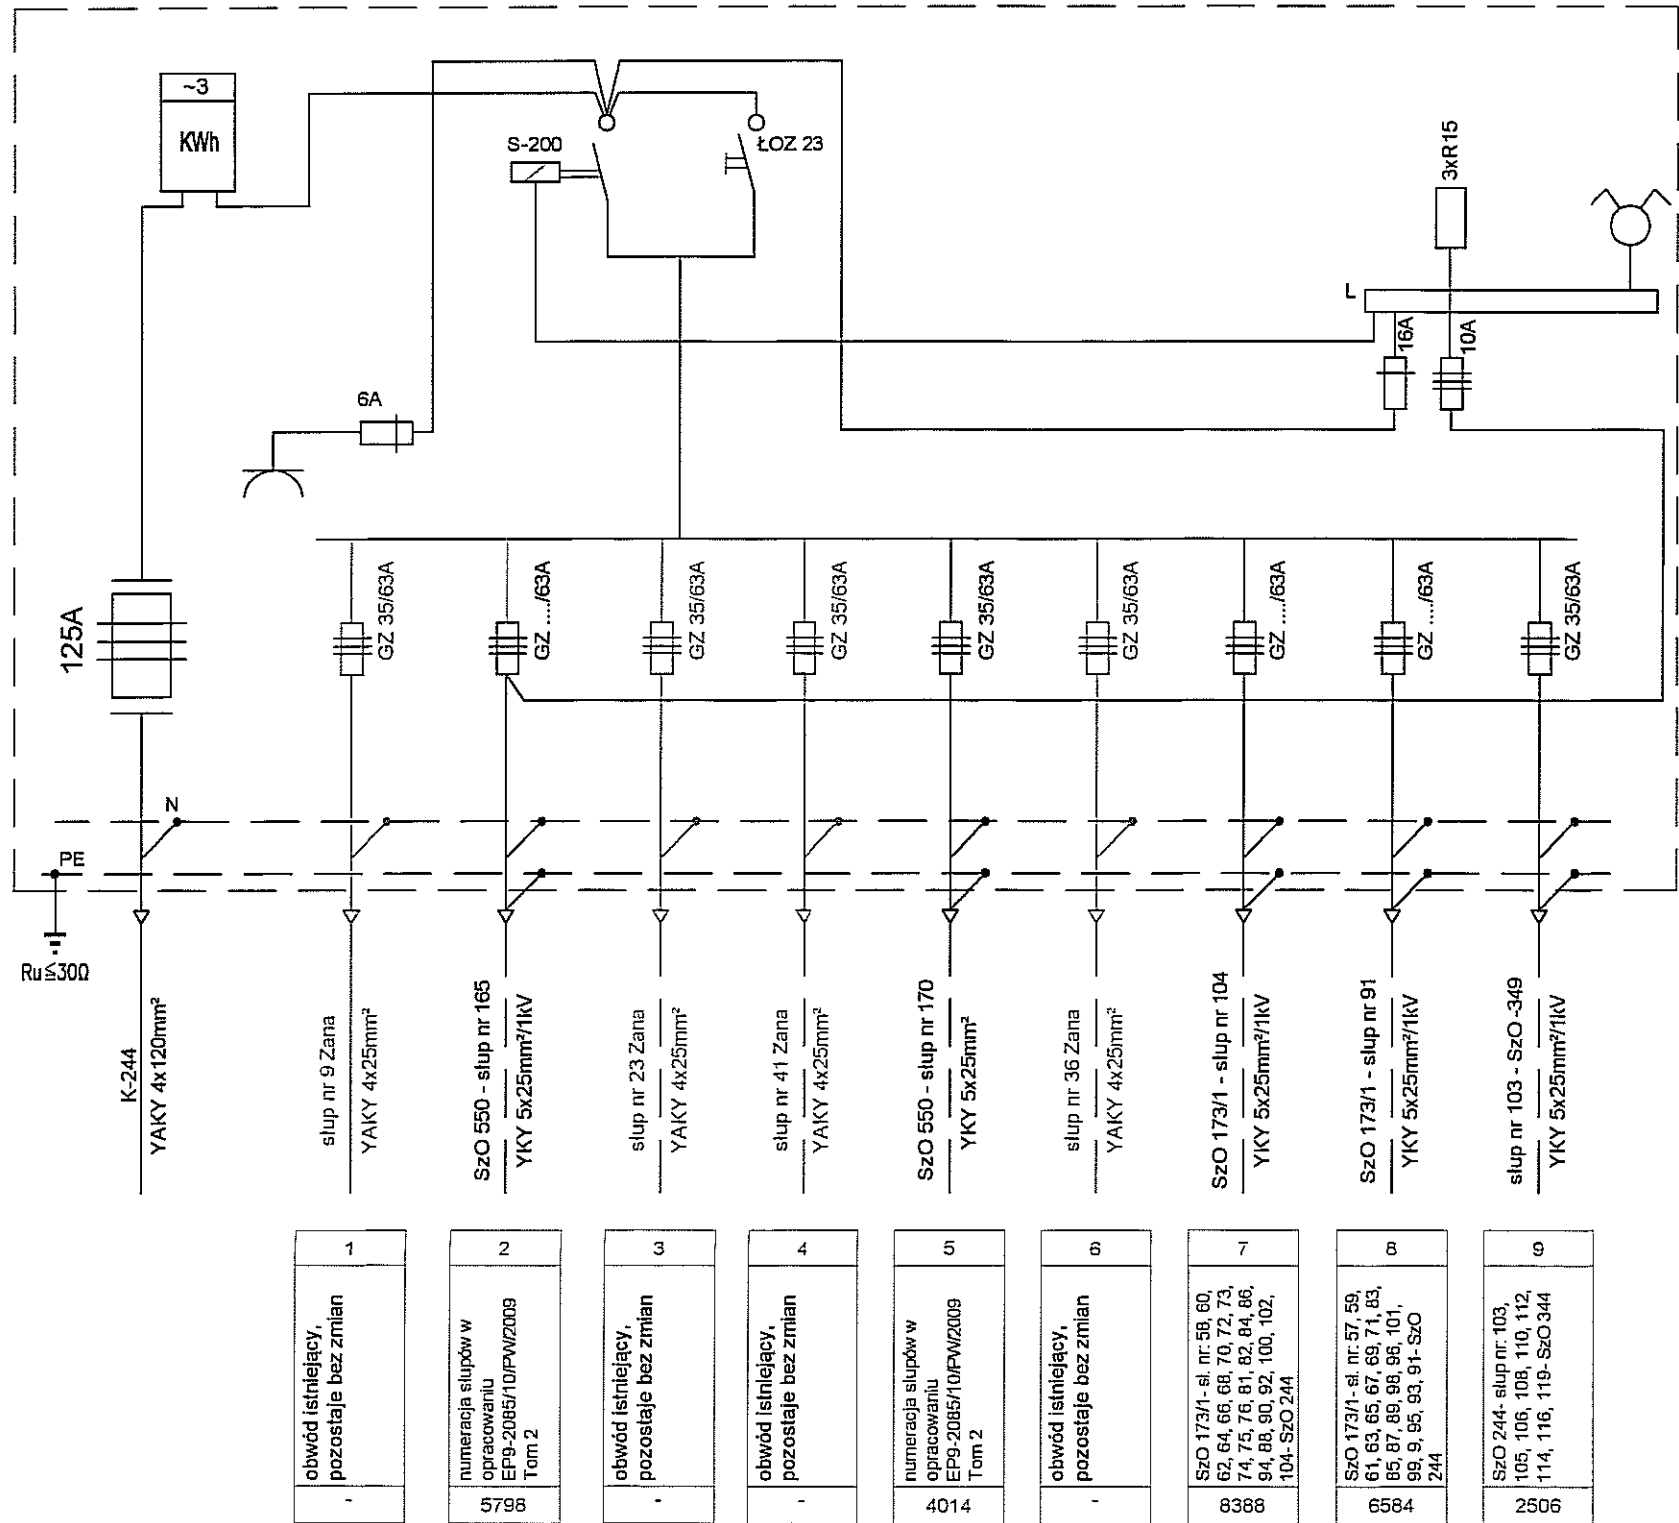 ~3
KWh
S-200
ŁOZ 23
3xR15
L
16A
10A
6A
125A
GZ 35/63A
GZ ..../63A
GZ 35/63A
GZ 35/63A
GZ 35/63A
GZ 35/63A
GZ ..../63A
GZ ..../63A
GZ 35/63A
N
PE
Ru≤30Ω
K-244
YAKY 4x120mm²
słup nr 9 Zana
YAKY 4x25mm²
SzO 550 - słup nr 165
YKY 5x25mm²/1kV
słup nr 23 Zana
YAKY 4x25mm²
słup nr 41 Zana
YAKY 4x25mm²
SzO 550 - słup nr 170
YKY 5x25mm²
słup nr 36 Zana
YAKY 4x25mm²
SzO 173/1 - słup nr 104
YKY 5x25mm²/1kV
SzO 173/1 - słup nr 91
YKY 5x25mm²/1kV
słup nr 103 - SzO -349
YKY 5x25mm²/1kV
1
obwód istniejący,
pozostaje bez zmian
-
2
numeracja słupów w
opracowaniu
EP9-2085/10/PW/2009
Tom 2
5798
3
obwód istniejący,
pozostaje bez zmian
-
4
obwód istniejący,
pozostaje bez zmian
-
5
numeracja słupów w
opracowaniu
EP9-2085/10/PW/2009
Tom 2
4014
6
obwód istniejący,
pozostaje bez zmian
-
7
SzO 173/1- sł. nr: 58, 60,
62, 64, 66, 68, 70, 72, 73,
74, 75, 76, 81, 82, 84, 86,
94, 88, 90, 92, 100, 102,
104- SzO 244
8388
8
SzO 173/1- sł. nr: 57, 59,
61, 63, 65, 67, 69, 71, 83,
85, 87, 89, 98, 96, 101,
99, 9, 95, 93, 91- SzO
244
6584
9
SzO 244- słup nr: 103,
105, 106, 108, 110, 112,
114, 116, 119- SzO 344
2506